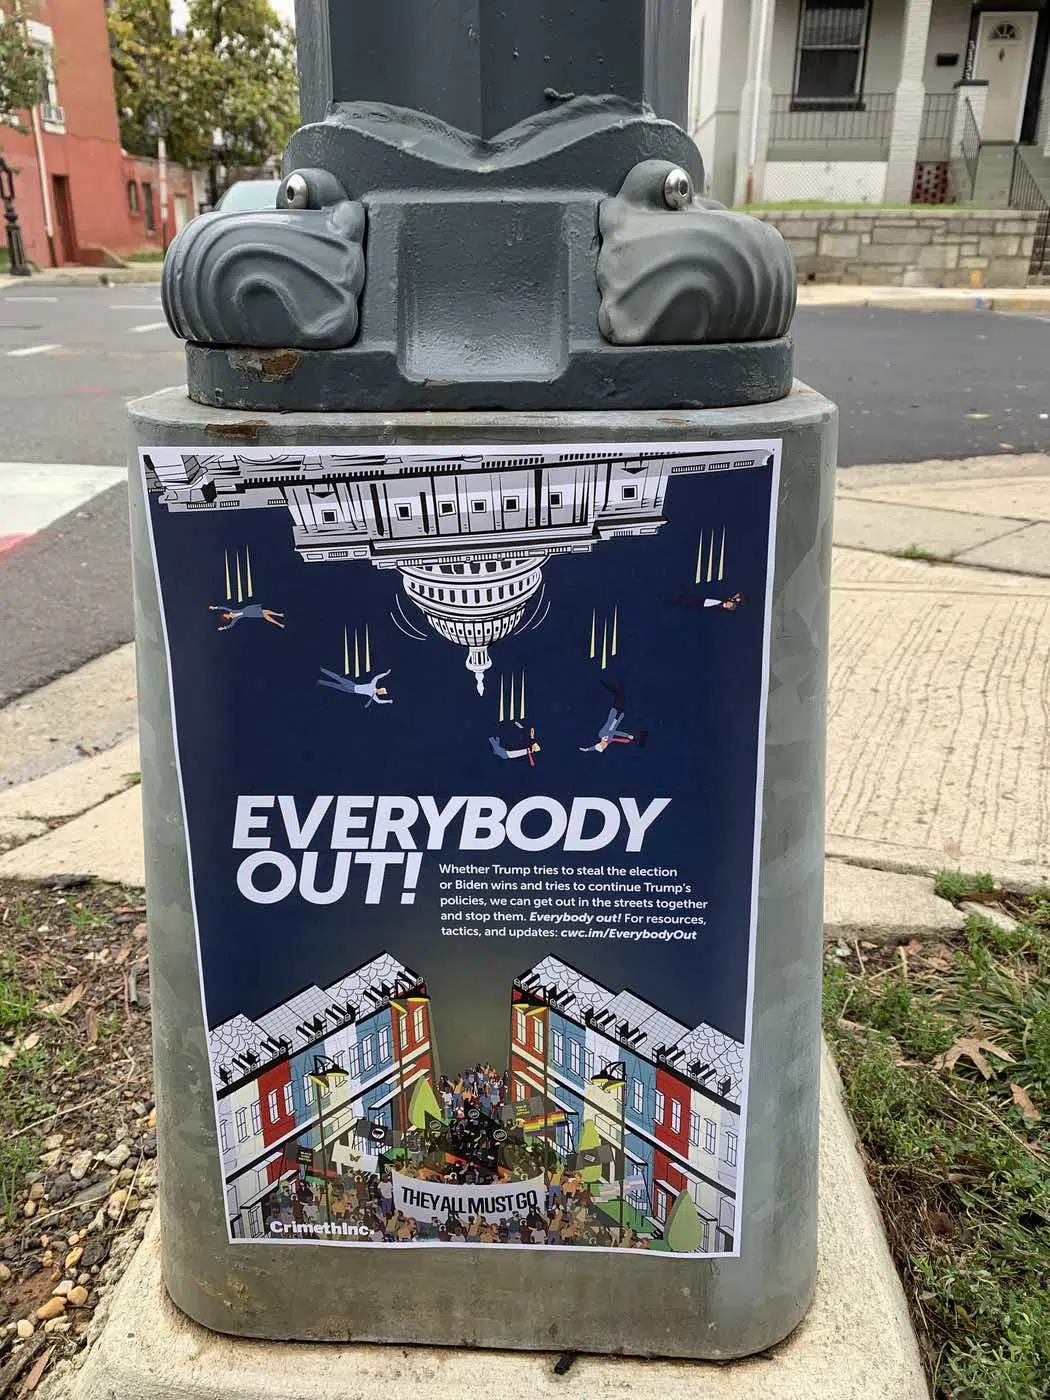 EVERYBODY
OUT!
Whether Trump tries to steal the election
or Biden wins and tries to continue Trump's
policies, we can get out in the streets together
and stop them. Everybody out! For resources,
tactics, and updates: cwc.im/EverybodyOut
THEY ALL MUST GO
CrimethInc.